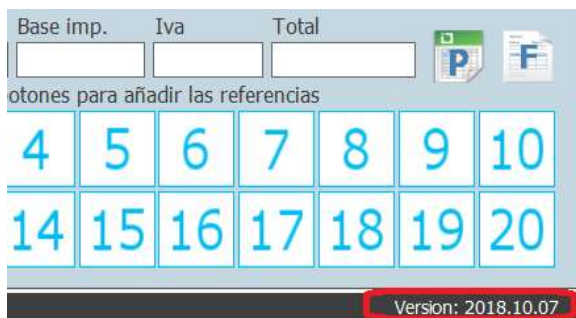 Base imp. Iva Total
P F
otones para añadir las referencias
4 5 6 7 8 9 10
14 15 16 17 18 19 20
Version: 2018.10.07